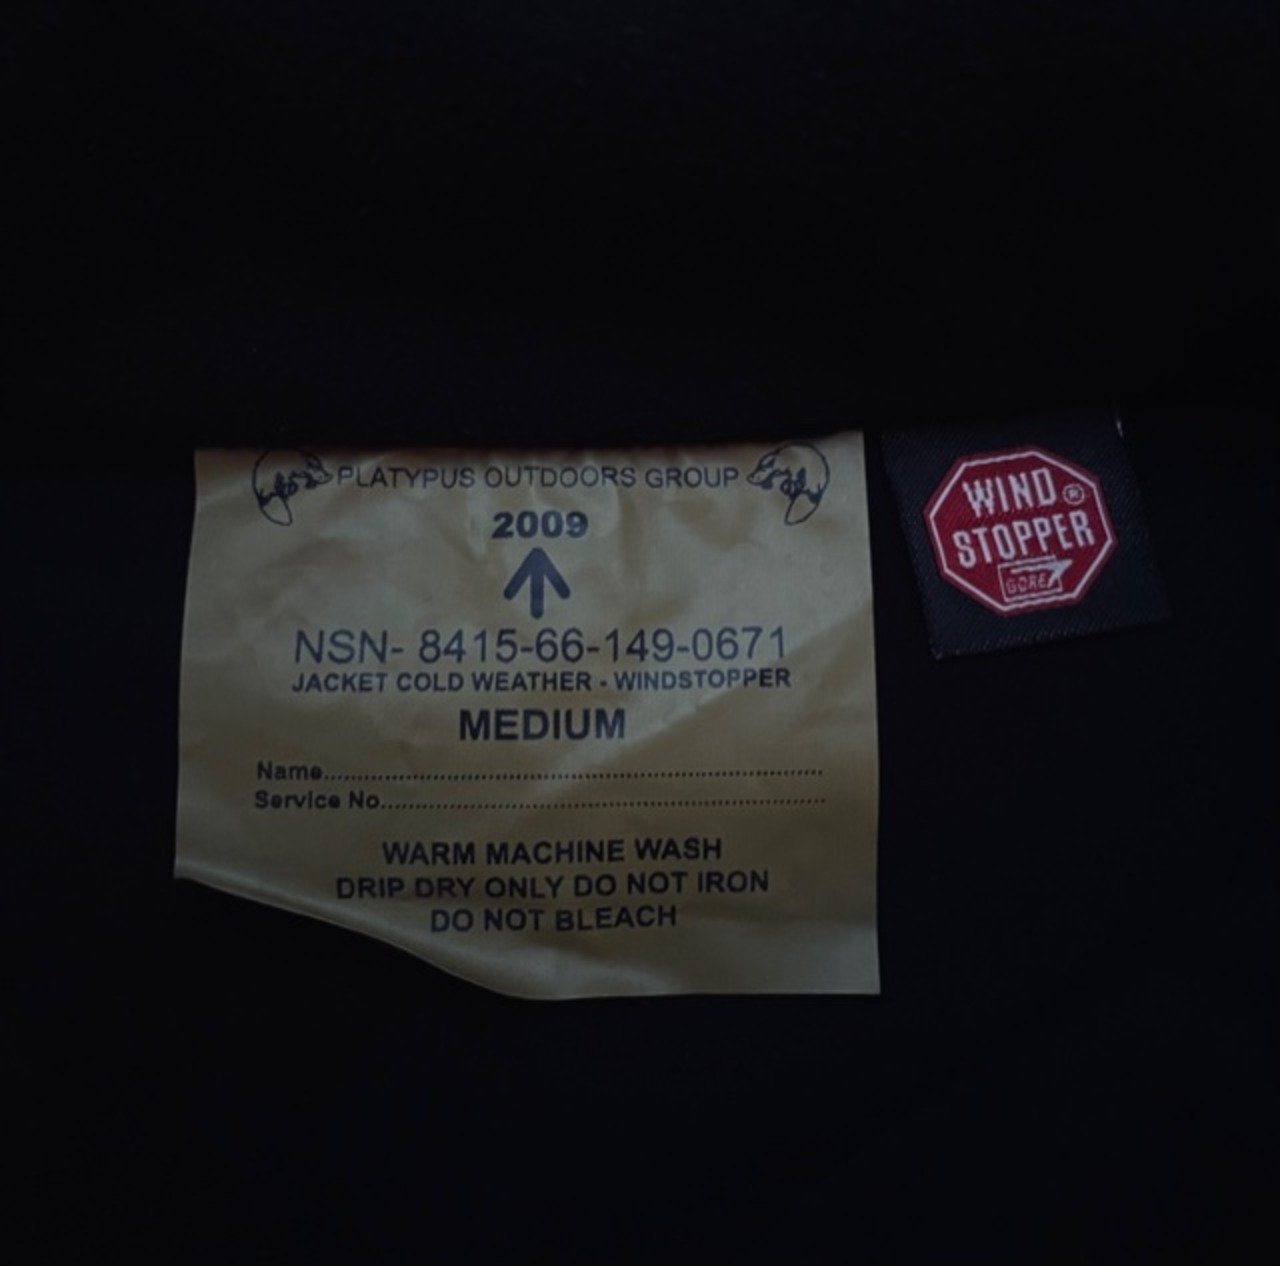 PLATYPUS OUTDOORS GROUP
2009
NSN- 8415-66-149-0671
JACKET COLD WEATHER - WINDSTOPPER
MEDIUM
Name..........
Service No..........
WARM MACHINE WASH
DRIP DRY ONLY DO NOT IRON
DO NOT BLEACH
WIND
STOPPER®
GORE